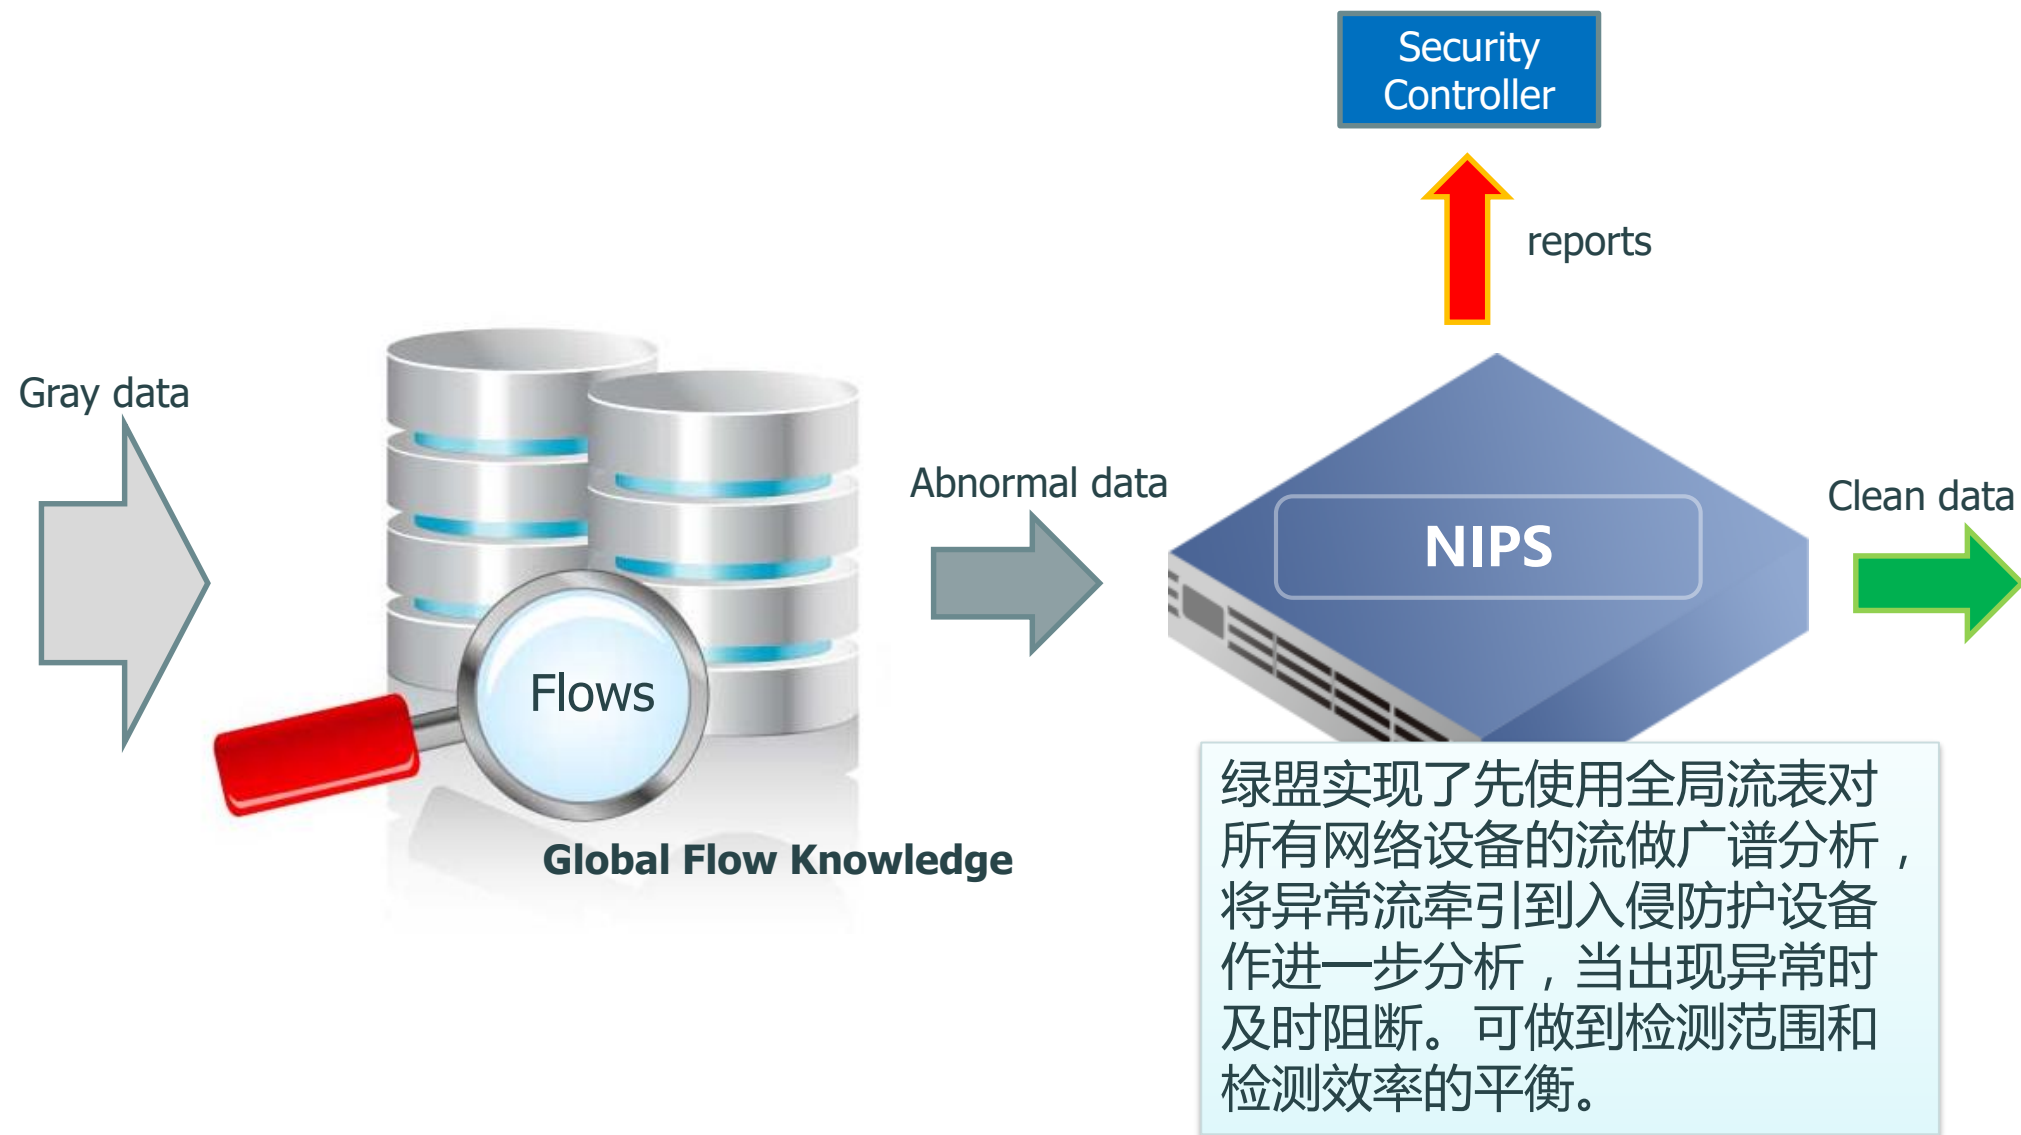 Security
Controller
reports
Gray data
Abnormal data
Clean data
NIPS
Flows
Global Flow Knowledge
绿盟实现了先使用全局流表对
所有网络设备的流做广谱分析，
将异常流牵引到入侵防护设备
作进一步分析，当出现异常时
及时阻断。可做到检测范围和
检测效率的平衡。